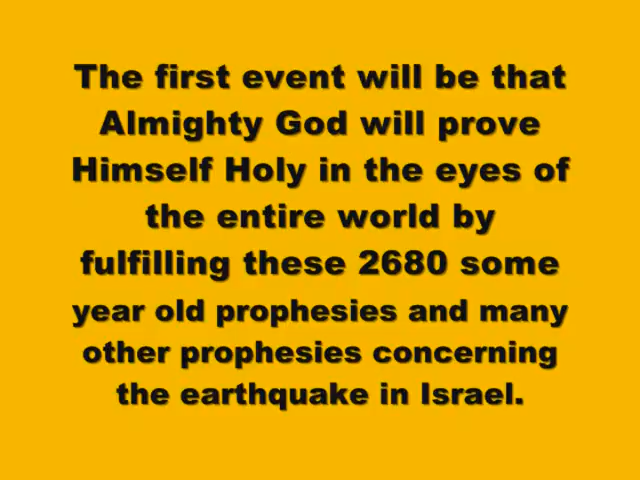 The first event will be that
Almighty God will prove
Himself Holy in the eyes of
the entire world by
fulfilling these 2680 some
year old prophesies and many
other prophesies concerning
the earthquake in Israel.